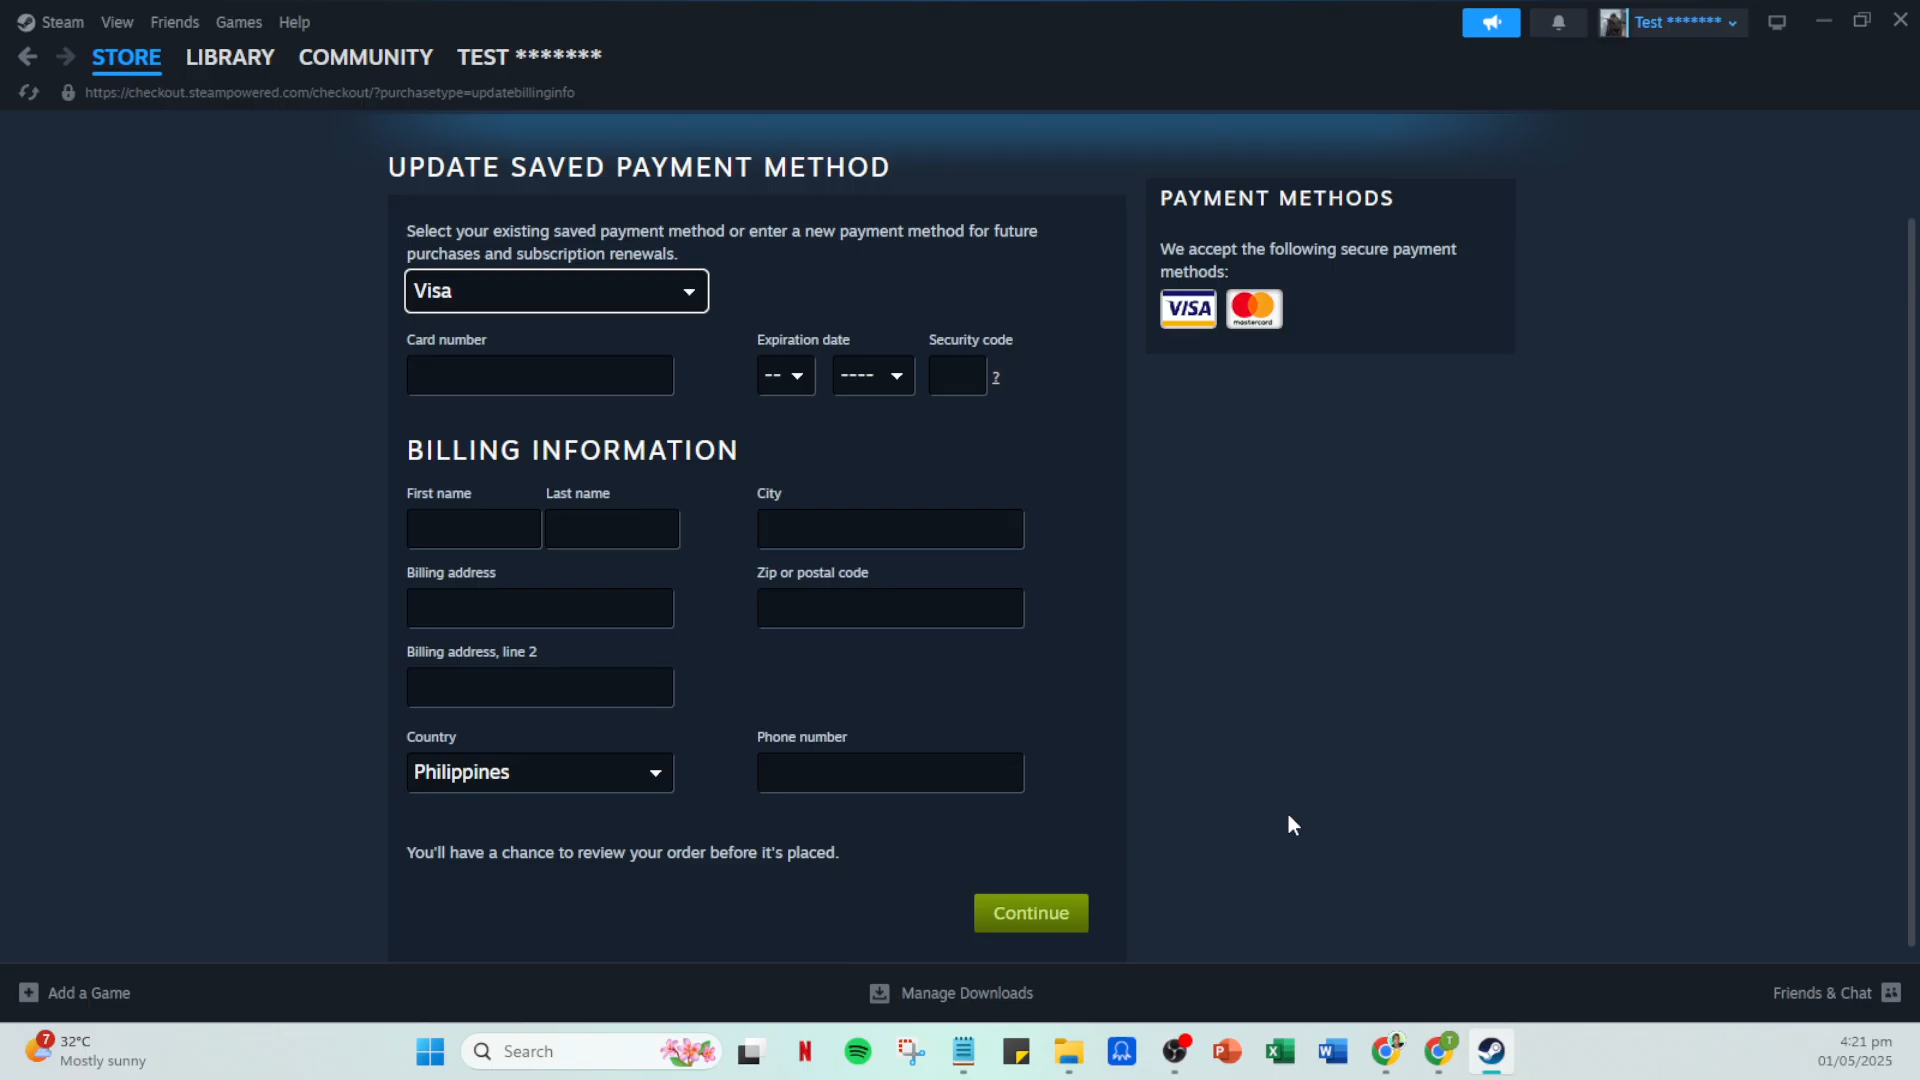 Steam View Friends Games Help
Test *******
STORE LIBRARY COMMUNITY TEST *******
https://checkout.steampowered.com/checkout/?purchasetype=updatebillinginfo
UPDATE SAVED PAYMENT METHOD
Select your existing saved payment method or enter a new payment method for future
purchases and subscription renewals.
Visa
Card number
Expiration date
Security code
--
----
?
BILLING INFORMATION
First name
Last name
City
Billing address
Zip or postal code
Billing address, line 2
Country
Phone number
Philippines
You'll have a chance to review your order before it's placed.
Continue
PAYMENT METHODS
We accept the following secure payment
methods:
VISA
mastercard
Add a Game
Manage Downloads
Friends & Chat
7
32°C
Mostly sunny
Search
N
P
X
W
T
4:21 pm
01/05/2025